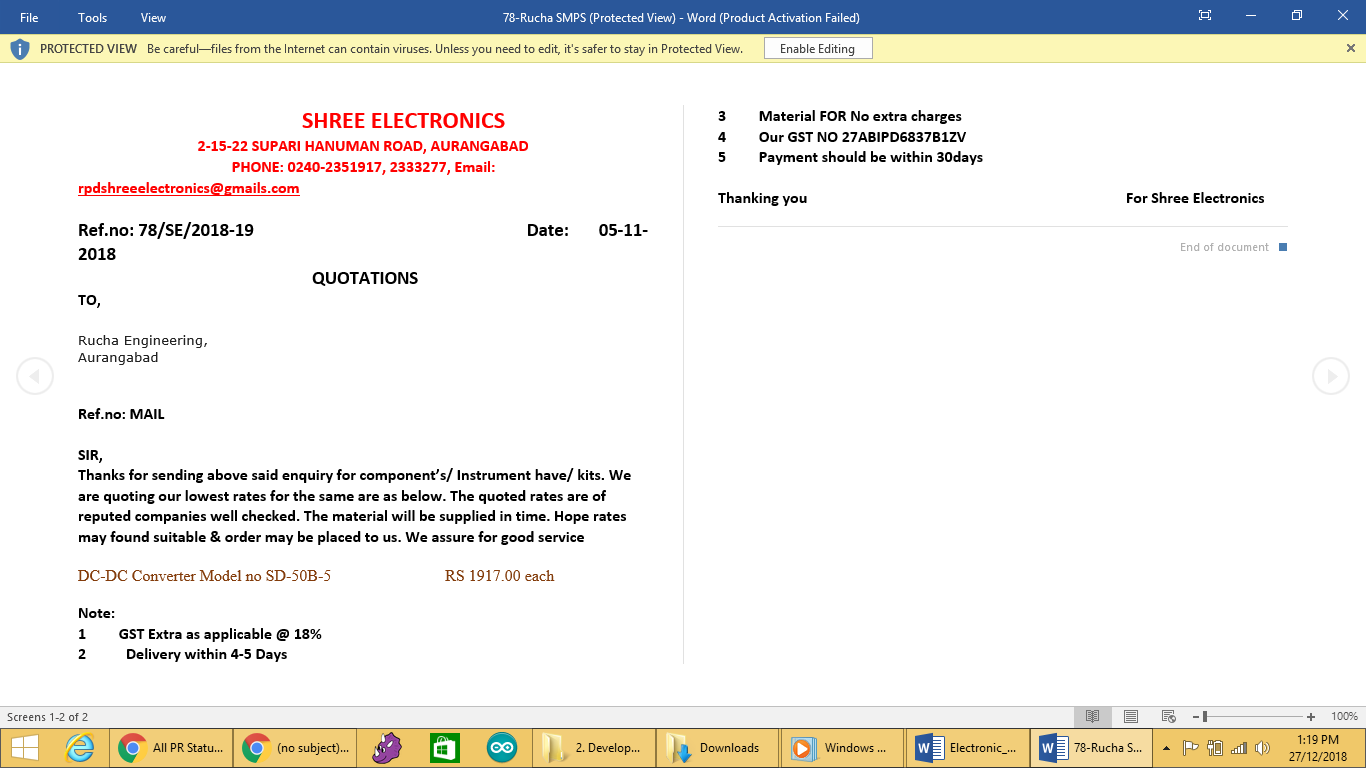 File Tools View 78-Rucha SMPS (Protected View) - Word (Product Activation Failed)
PROTECTED VIEW Be careful—files from the Internet can contain viruses. Unless you need to edit, it's safer to stay in Protected View. Enable Editing
SHREE ELECTRONICS
2-15-22 SUPARI HANUMAN ROAD, AURANGABAD
PHONE: 0240-2351917, 2333277, Email:
rpdshreeelectronics@gmails.com
Ref.no: 78/SE/2018-19 Date: 05-11-
2018
QUOTATIONS
TO,
Rucha Engineering,
Aurangabad
Ref.no: MAIL
SIR,
Thanks for sending above said enquiry for component's/ Instrument have/ kits. We
are quoting our lowest rates for the same are as below. The quoted rates are of
reputed companies well checked. The material will be supplied in time. Hope rates
may found suitable & order may be placed to us. We assure for good service
DC-DC Converter Model no SD-50B-5 RS 1917.00 each
Note:
1 GST Extra as applicable @ 18%
2 Delivery within 4-5 Days
3 Material FOR No extra charges
4 Our GST NO 27ABIPD6837B1ZV
5 Payment should be within 30days
Thanking you For Shree Electronics
End of document
Screens 1-2 of 2 100%
All PR Statu... (no subject)... 2. Develop... Downloads Windows ... Electronic_... 78-Rucha S... 1:19 PM
27/12/2018